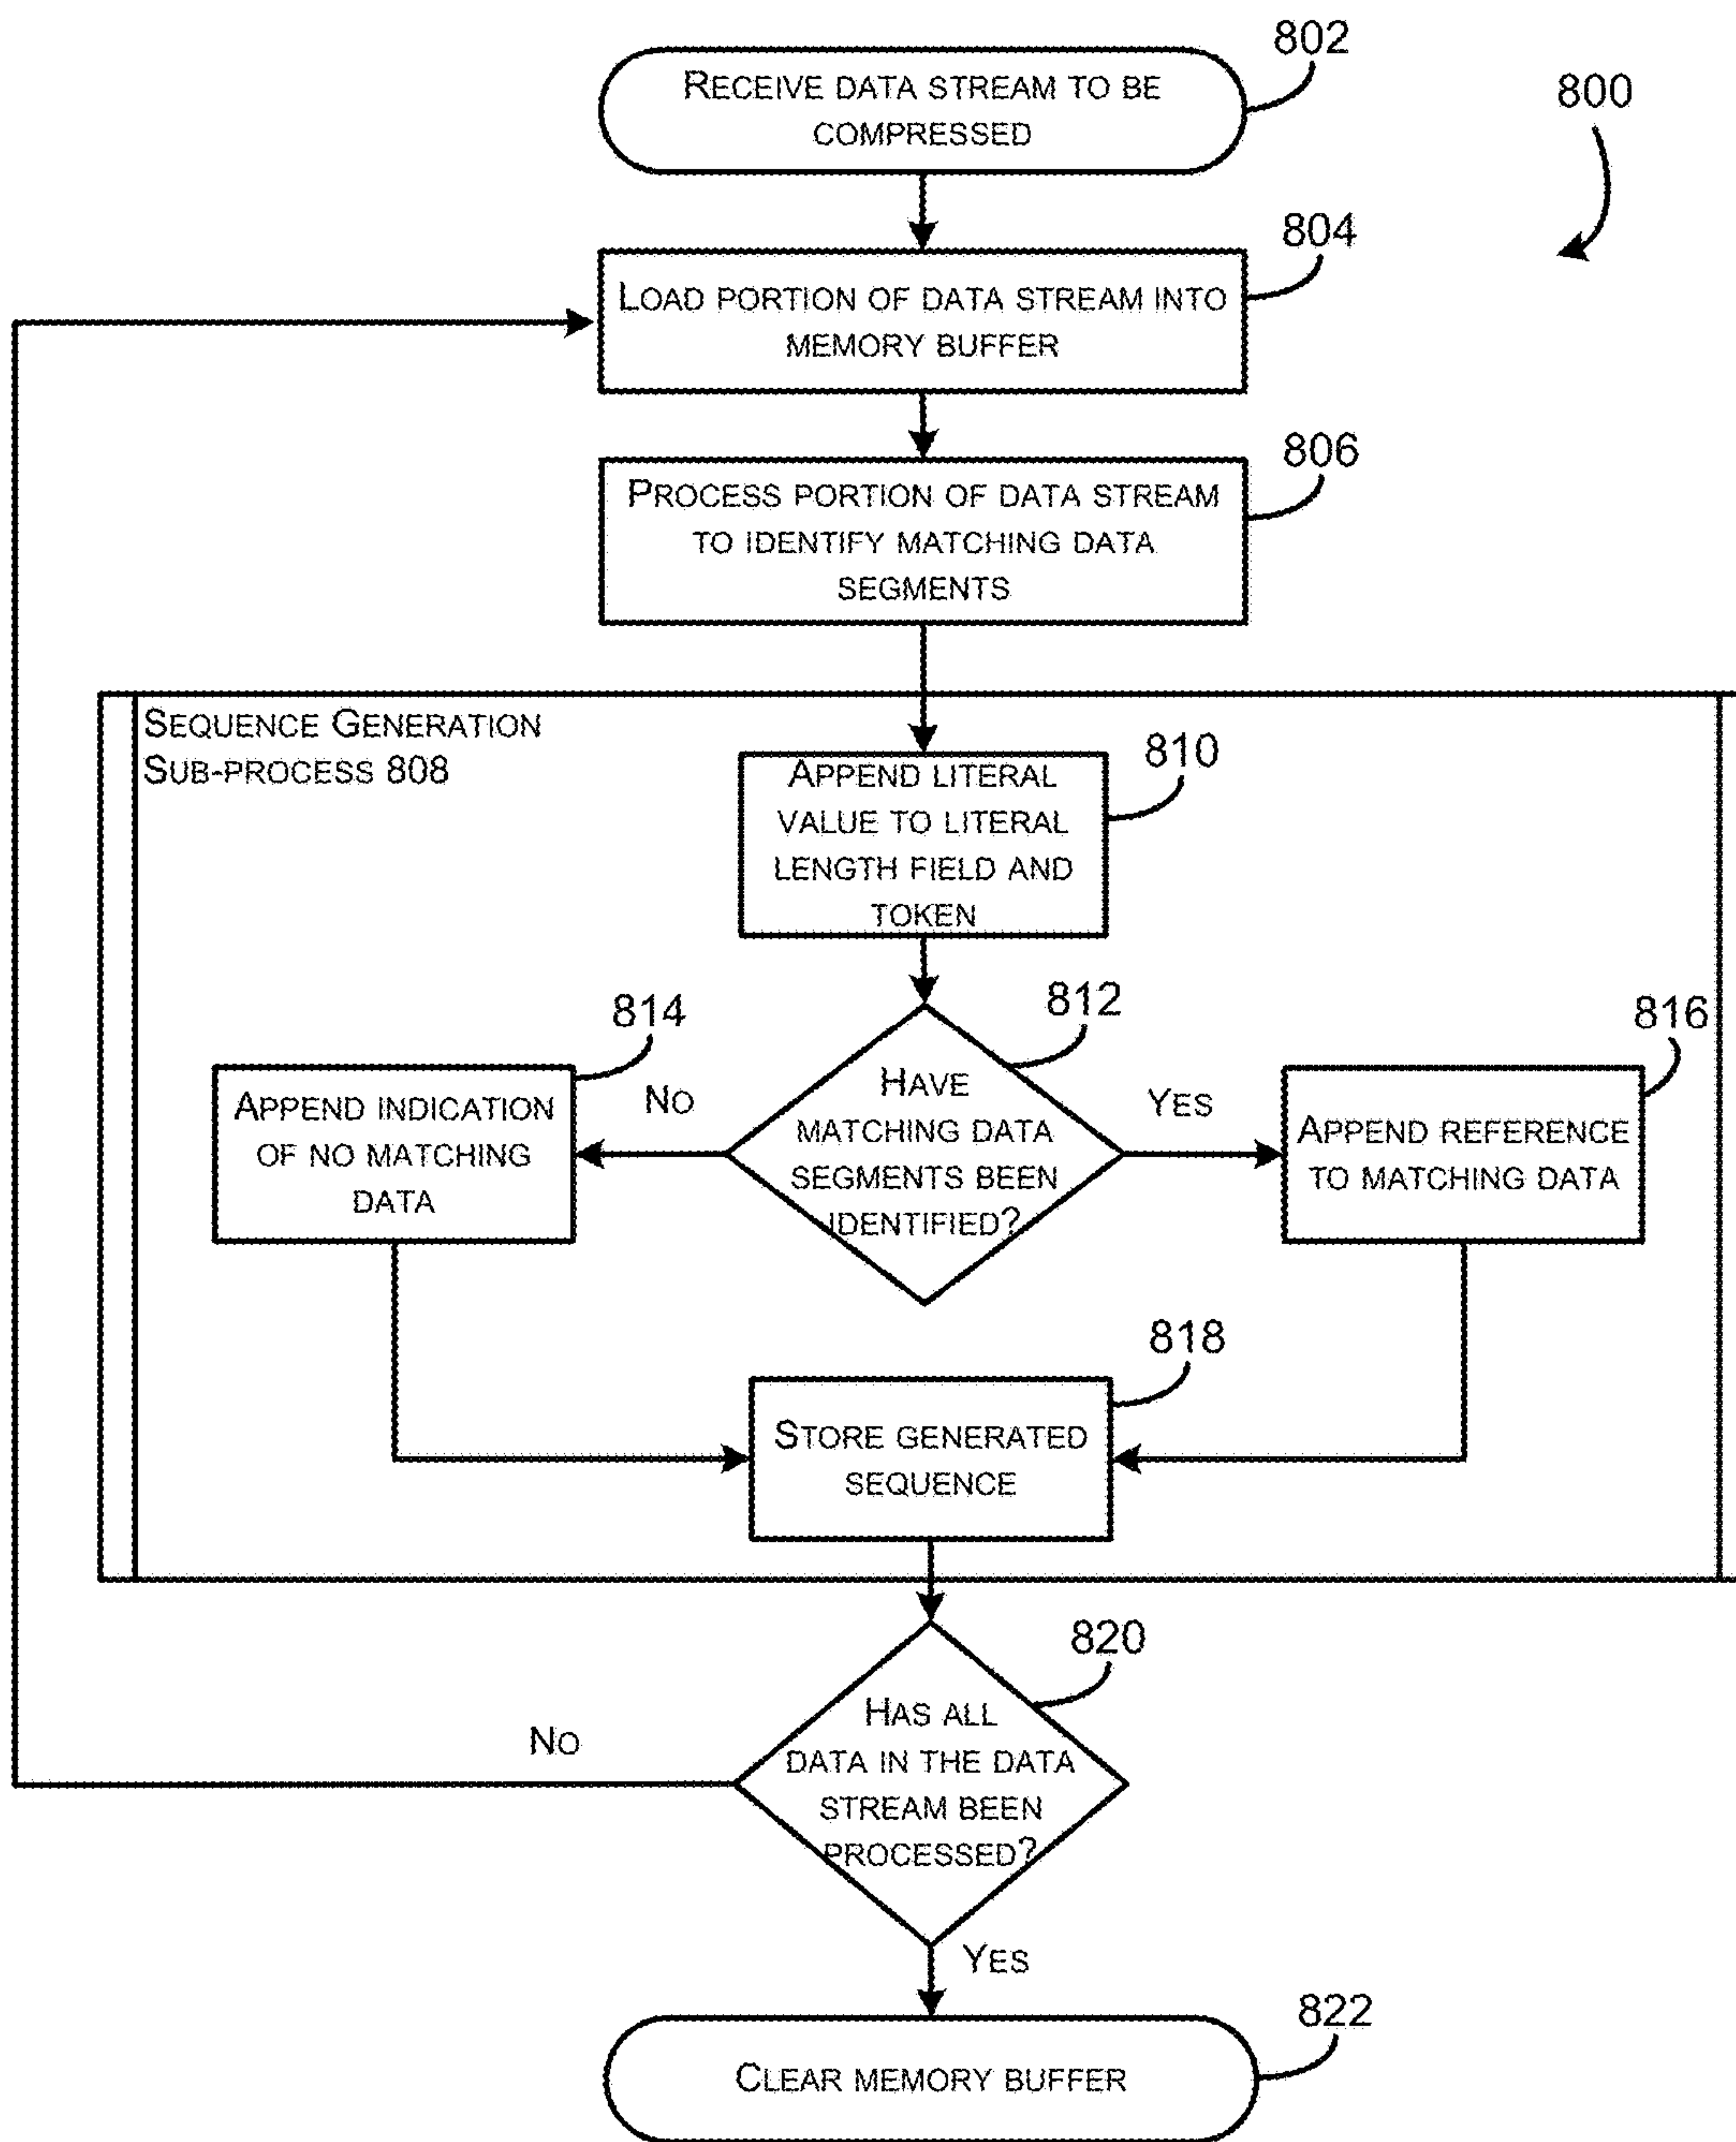 802
RECEIVE DATA STREAM TO BE
COMPRESSED
800
804
LOAD PORTION OF DATA STREAM INTO
MEMORY BUFFER
806
PROCESS PORTION OF DATA STREAM
TO IDENTIFY MATCHING DATA
SEGMENTS
SEQUENCE GENERATION
SUB-PROCESS 808
810
APPEND LITERAL
VALUE TO LITERAL
LENGTH FIELD AND
TOKEN
812
HAVE
MATCHING DATA
SEGMENTS BEEN
IDENTIFIED?
NO
YES
814
APPEND INDICATION
OF NO MATCHING
DATA
816
APPEND REFERENCE
TO MATCHING DATA
818
STORE GENERATED
SEQUENCE
820
HAS ALL
DATA IN THE DATA
STREAM BEEN
PROCESSED?
NO
YES
822
CLEAR MEMORY BUFFER